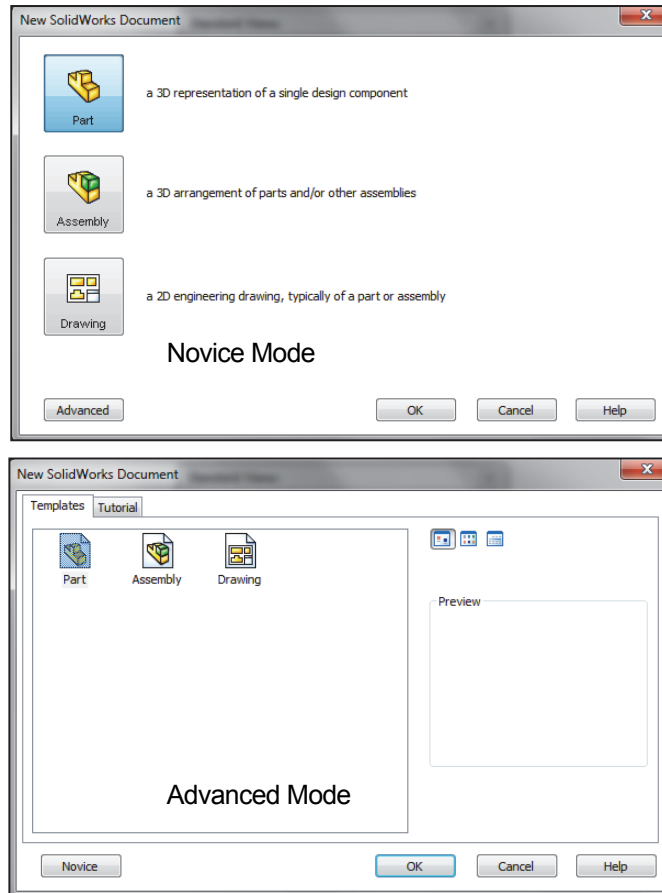 New SolidWorks Document
Part
a 3D representation of a single design component
Assembly
a 3D arrangement of parts and/or other assemblies
Drawing
a 2D engineering drawing, typically of a part or assembly
Novice Mode
Advanced OK Cancel Help
New SolidWorks Document
Templates Tutorial
Part Assembly Drawing
Preview
Advanced Mode
Novice OK Cancel Help